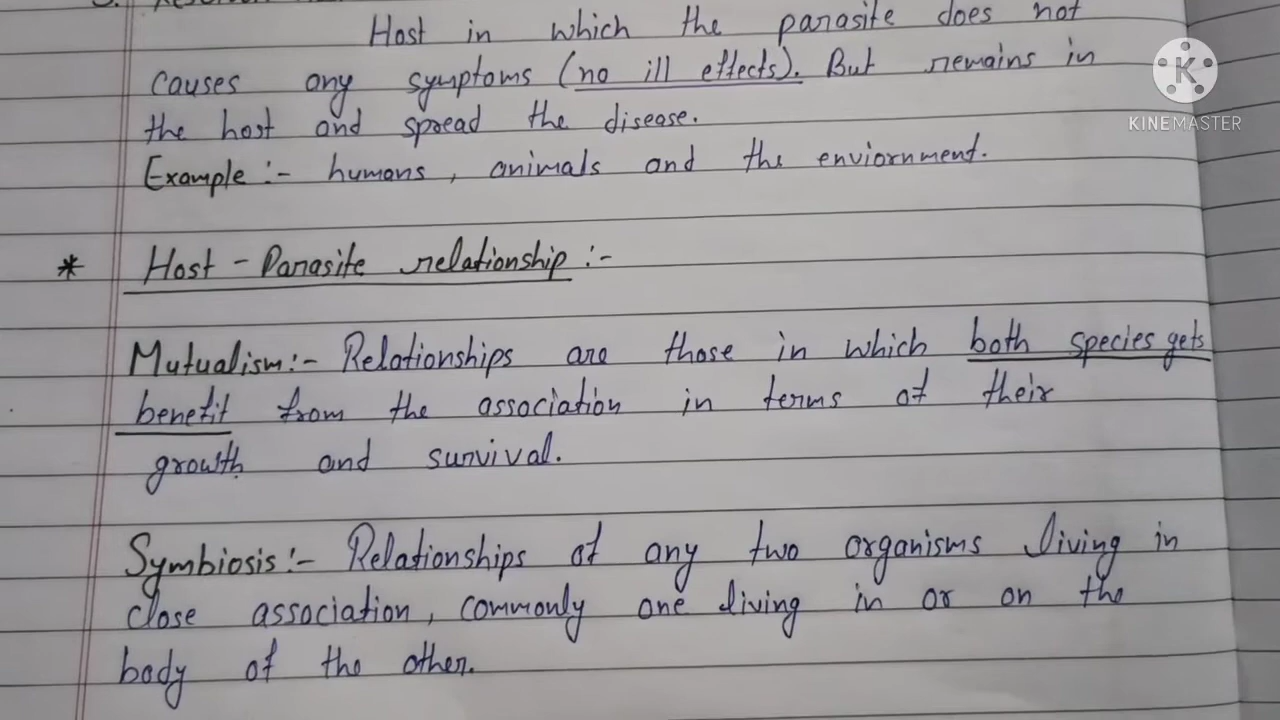 Host in which the parasite does not
causes any symptoms (no ill effects). But remains in
the host and spread the disease.
Example :- humans, animals and the enviornment.
KINEMASTER
* Host - Parasite relationship :-
Mutualism :- Relationships are those in which both species gets
benefit from the association in terms of their
growth and survival.
Symbiosis :- Relationships of any two organisms living in
close association, commonly one living in or on the
body of the other.